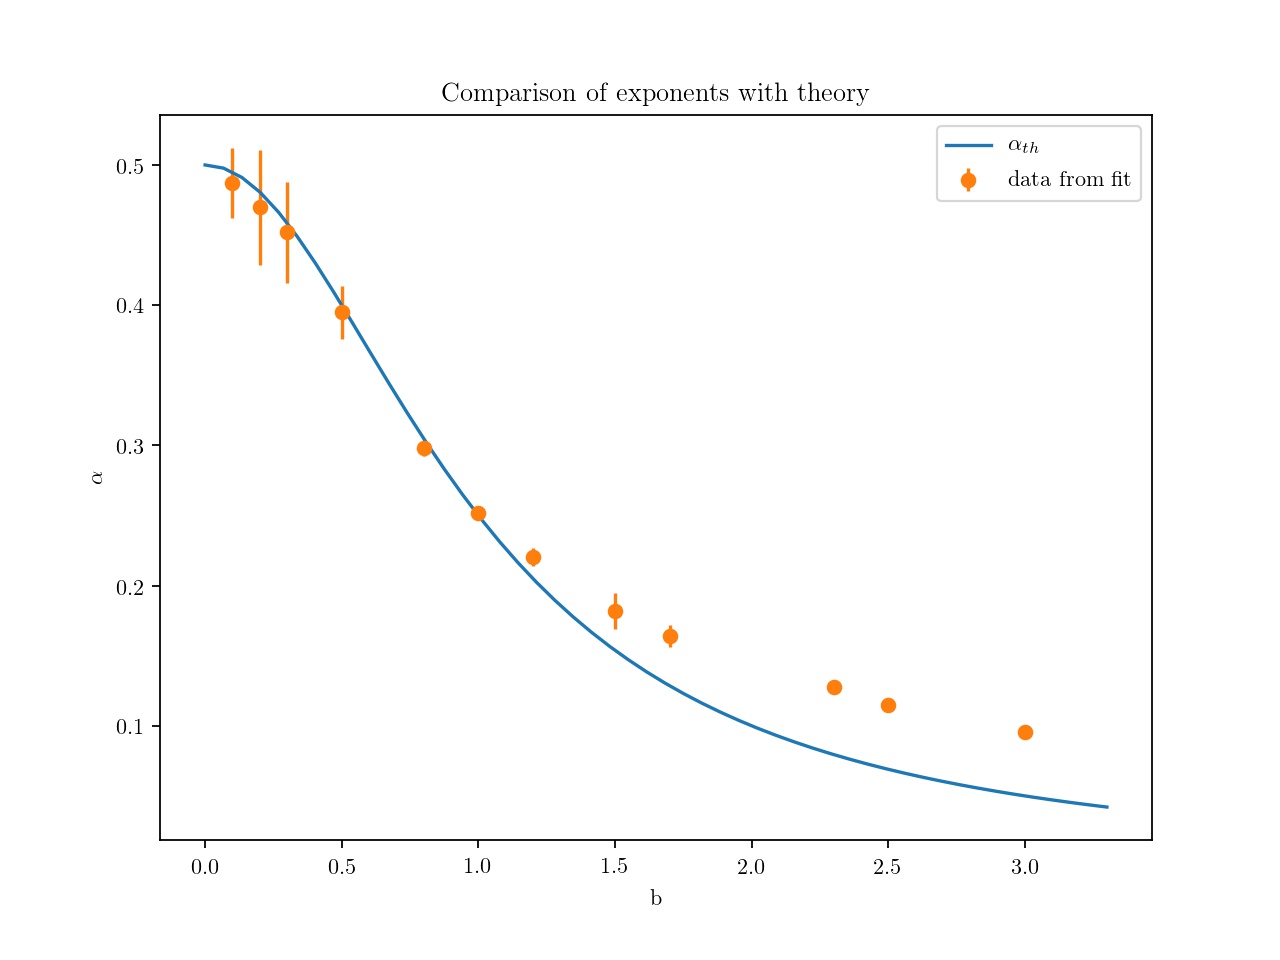 Comparison of exponents with theory
α_th
data from fit
0.5
0.4
0.3
0.2
0.1
α
0.0 0.5 1.0 1.5 2.0 2.5 3.0
b